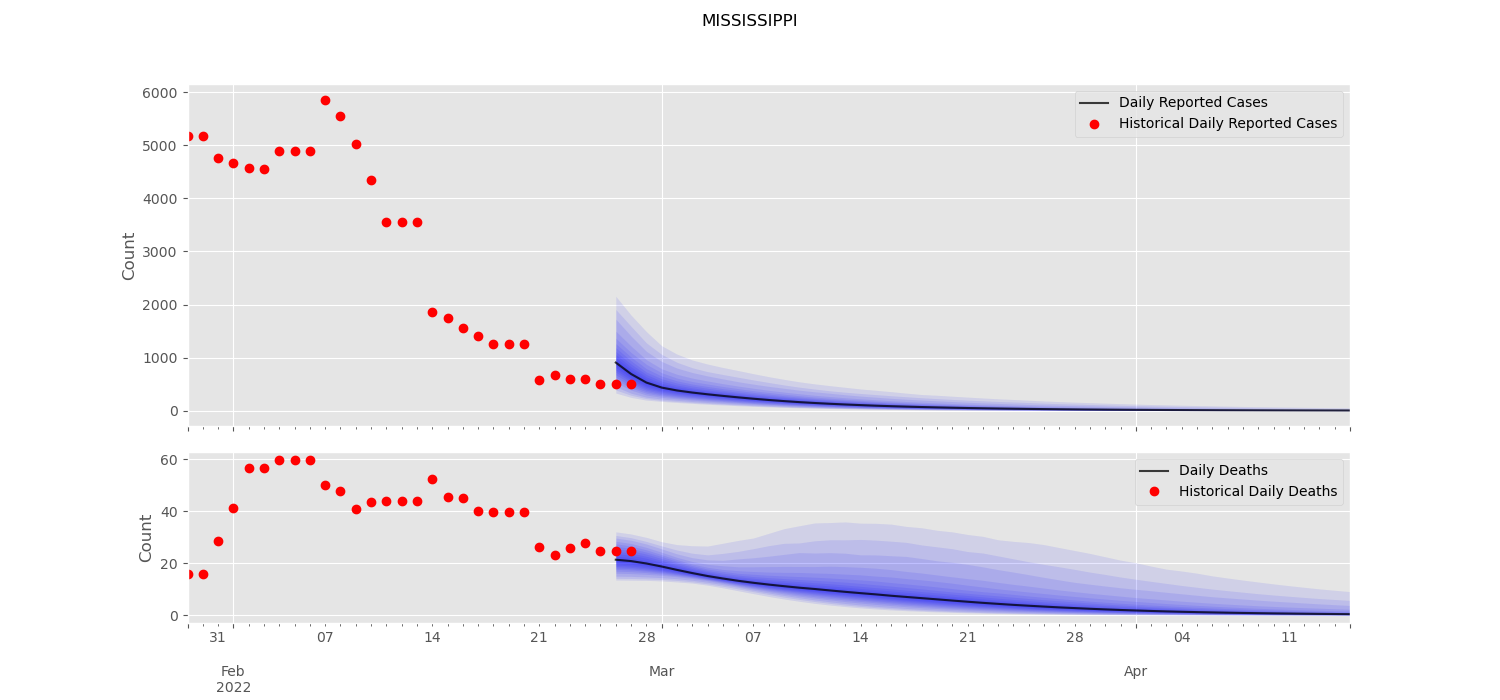 MISSISSIPPI
6000
5000
4000
3000
2000
1000
0
Count
Daily Reported Cases
Historical Daily Reported Cases
60
40
20
0
Count
Daily Deaths
Historical Daily Deaths
31 07 14 21 28 07 14 21 28 04 11
Feb Mar Apr
2022